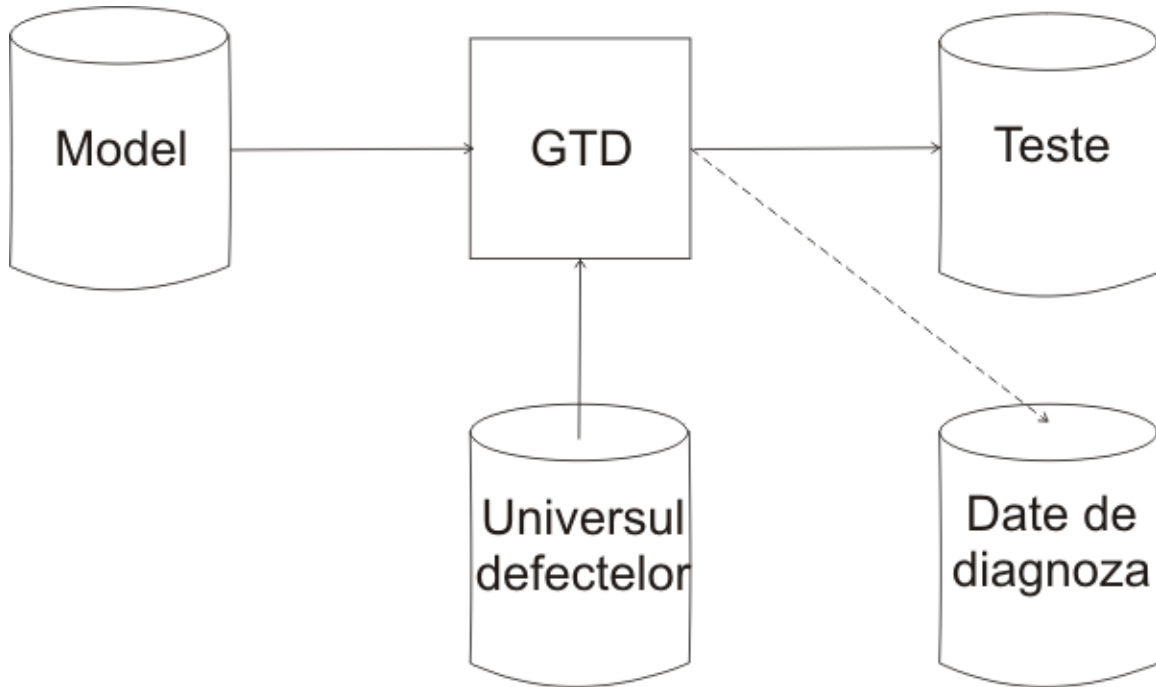 Model
GTD
Teste
Universul
defectelor
Date de
diagnoza